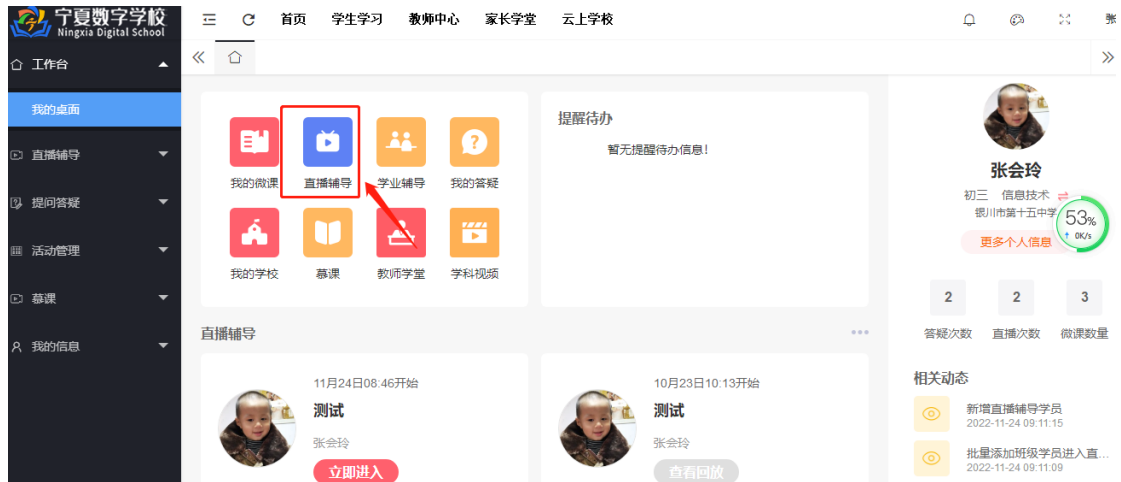 宁夏数字学校
Ningxia Digital School
首页 学生学习 教师中心 家长学堂 云上学校
工作台
我的桌面
直播辅导
提问答疑
活动管理
慕课
我的信息
我的微课 直播辅导 学业辅导 我的答疑
我的学校 慕课 教师学堂 学科视频
提醒待办
暂无提醒待办信息！
张会玲
初三 信息技术
银川市第十五中学
53%
↑ 0K/s
更多个人信息
2 2 3
答疑次数 直播次数 微课数量
直播辅导
11月24日08:46开始
测试
张会玲
立即进入
10月23日10:13开始
测试
张会玲
查看回放
相关动态
新增直播辅导学员
2022-11-24 09:11:15
批量添加班级学员进入直...
2022-11-24 09:11:09